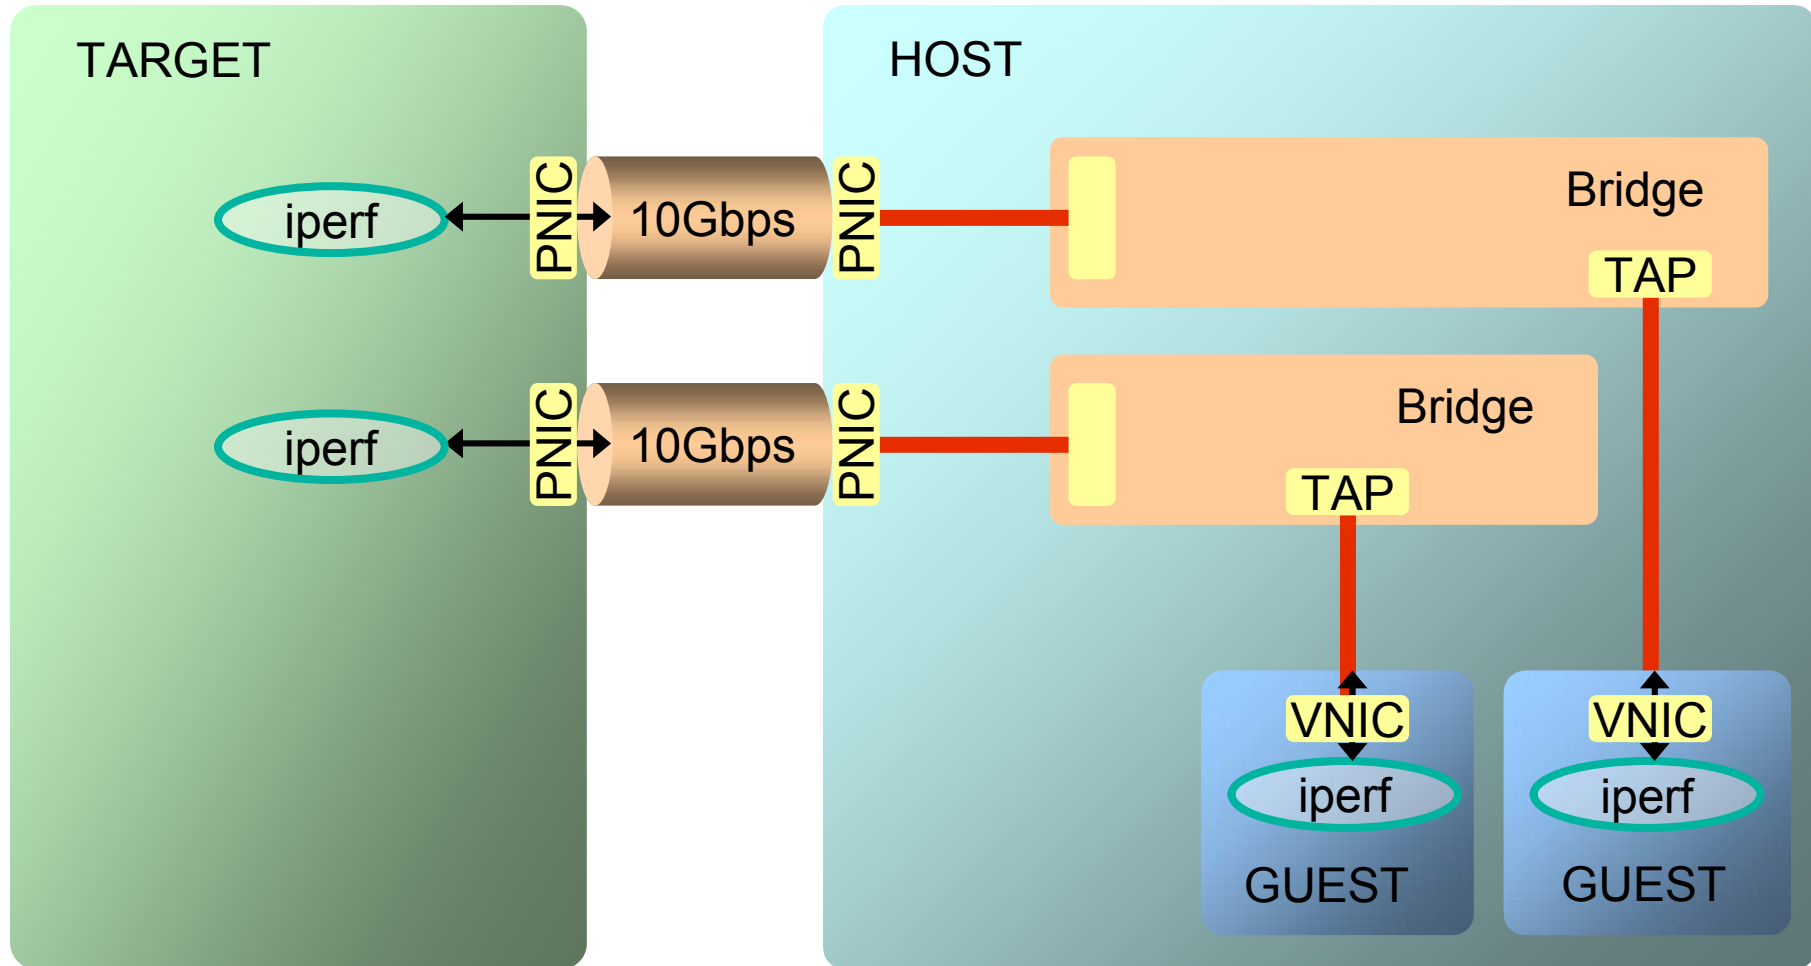 TARGET
HOST
iperf
PNIC
10Gbps
PNIC
Bridge
TAP
iperf
PNIC
10Gbps
PNIC
Bridge
TAP
VNIC
iperf
GUEST
VNIC
iperf
GUEST